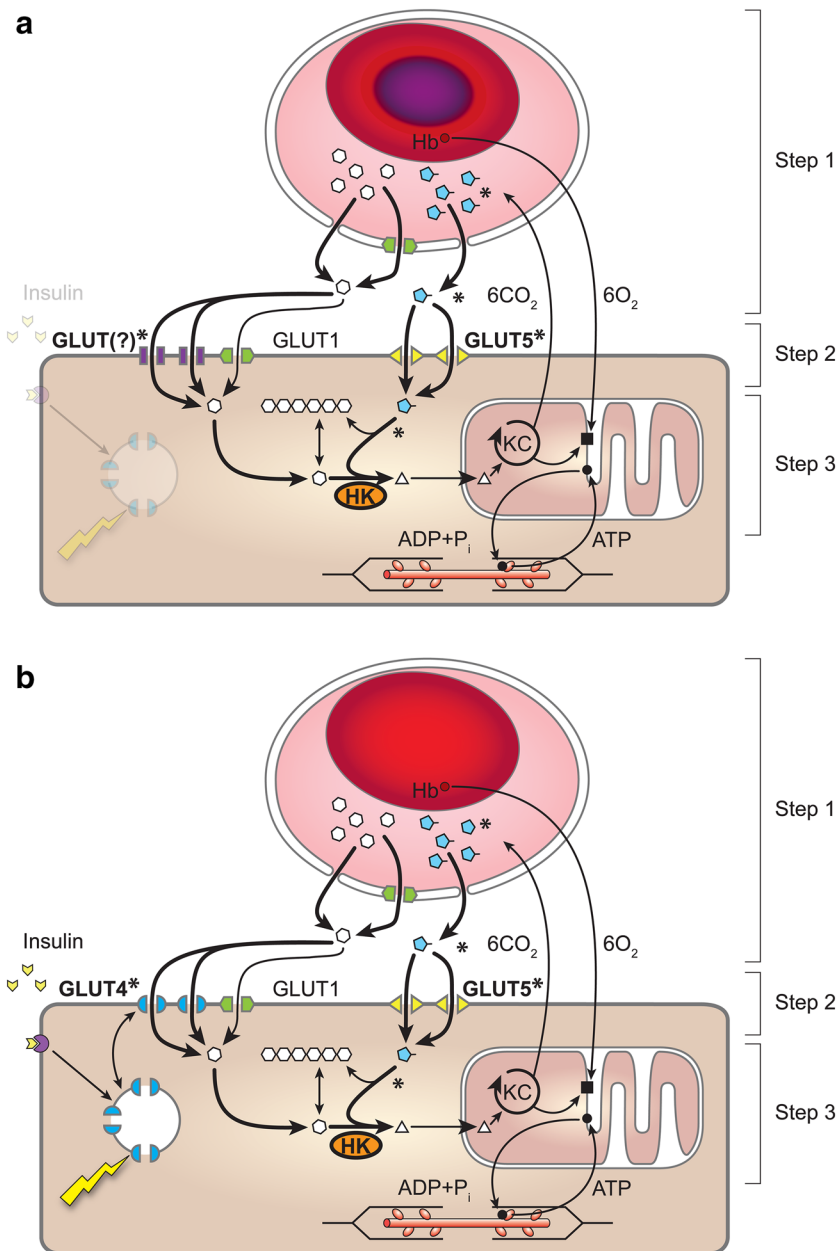 a
Hb
Step 1
Insulin
6CO₂
6O₂
GLUT(?)*
GLUT1
GLUT5*
Step 2
*
*
*
KC
Step 3
HK
ADP+Pᵢ
ATP
b
Hb
Step 1
*
Insulin
*
6CO₂
6O₂
GLUT4*
GLUT1
GLUT5*
Step 2
*
KC
Step 3
HK
ADP+Pᵢ
ATP